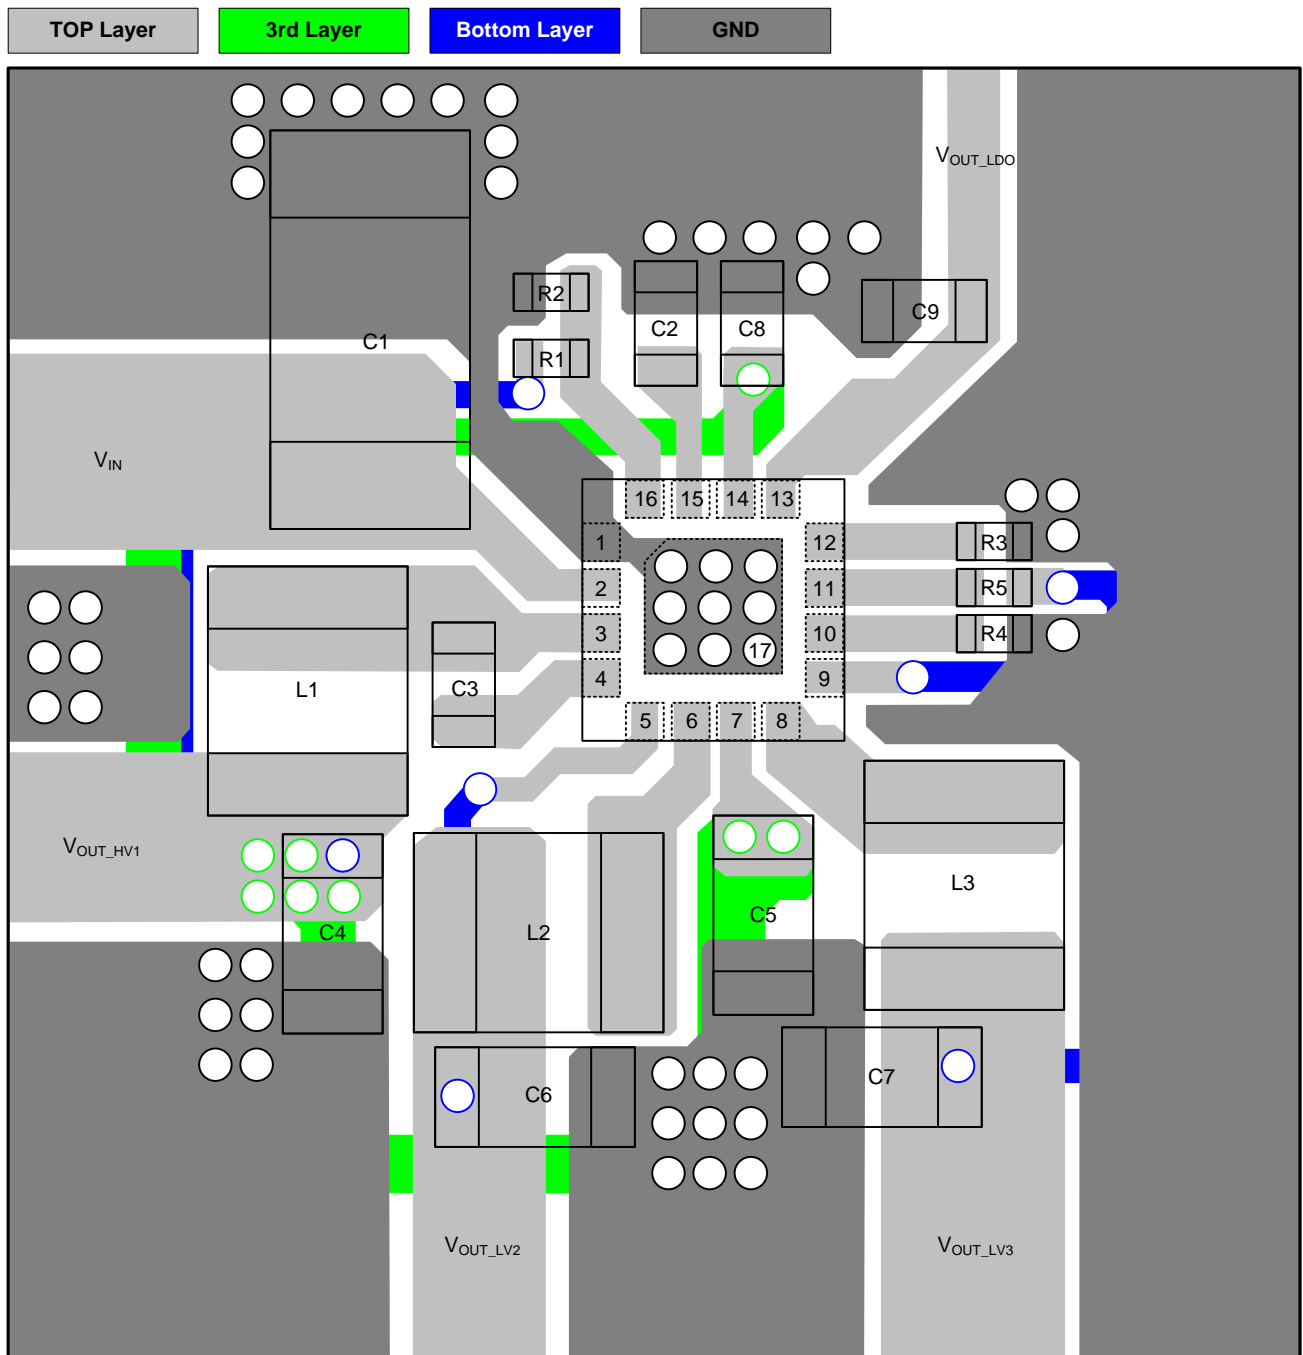 TOP Layer 3rd Layer Bottom Layer GND
VOUT_LDO
R2
C9
C2 C8
C1
R1
VIN
16 15 14 13
1 12 R3
2 11 R5
3 10 R4
17
4 9
L1 C3
5 6 7 8
VOUT_HV1
L3
C5
C4 L2
C7
C6
VOUT_LV2 VOUT_LV3